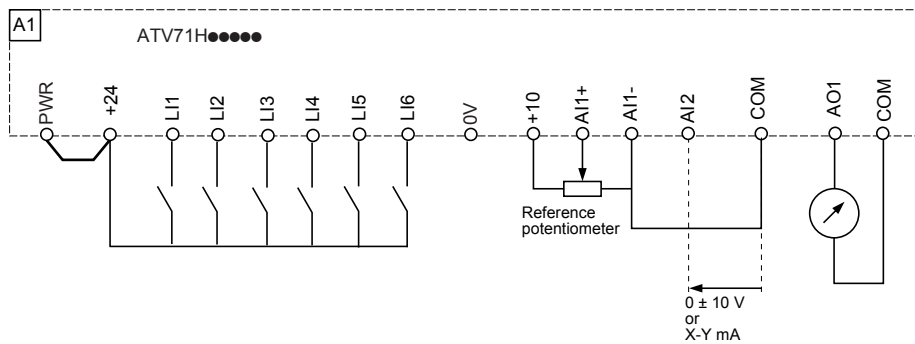 A1
ATV71H●●●●●
PWR
+24
LI1
LI2
LI3
LI4
LI5
LI6
0V
+10
AI1+
AI1-
AI2
COM
AO1
COM
Reference
potentiometer
0 ± 10 V
or
X-Y mA